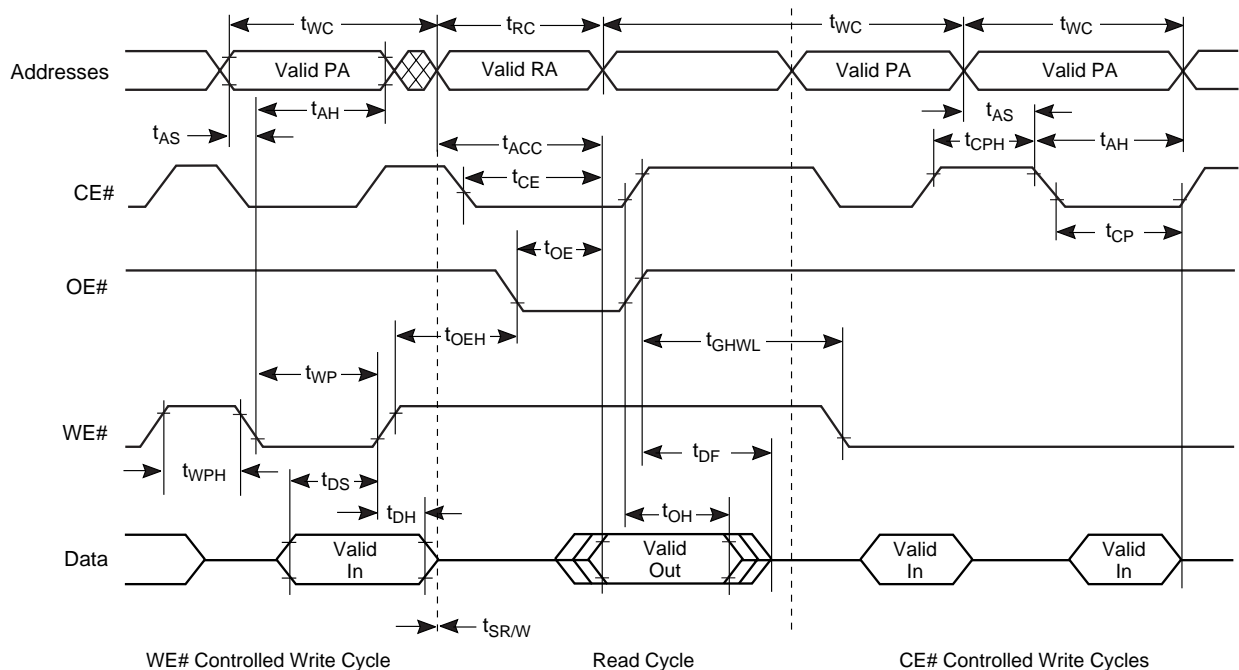 tWC tRC tWC tWC
Addresses Valid PA Valid RA Valid PA Valid PA
tAH tAS
tAS tCPH tAH
tACC
CE# tCE
tCP
tOE
OE#
tOEH tGHWL
tWP
WE#
tDF
tWPH tDS
tDH tOH
Data Valid In Valid Out Valid In Valid In
tSR/W
WE# Controlled Write Cycle Read Cycle CE# Controlled Write Cycles